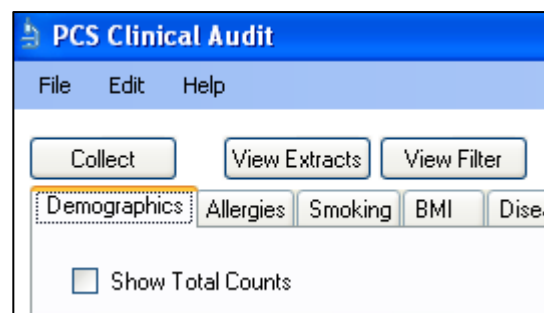 PCS Clinical Audit
File Edit Help
Collect View Extracts View Filter
Demographics Allergies Smoking BMI
Show Total Counts